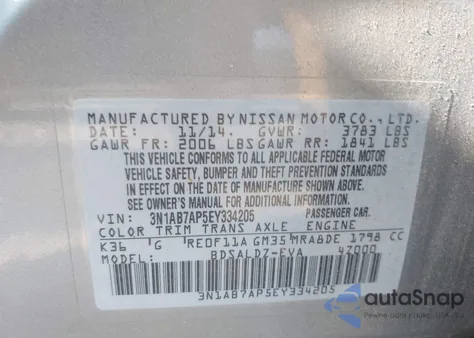 MANUFACTURED BY NISSAN MOTOR CO., LTD.
DATE: 11/14. GVWR: 3783 LBS
GAWR FR: 2006 LBS GAWR RR: 1841 LBS
THIS VEHICLE CONFORMS TO ALL APPLICABLE FEDERAL MOTOR
VEHICLE SAFETY, BUMPER AND THEFT PREVENTION STANDARDS
IN EFFECT ON THE DATE OF MANUFACTURE SHOWN ABOVE.
SEE OWNER'S MANUAL FOR ADDITIONAL INFORMATION.
VIN: 3N1AB7AP5EY334205 PASSENGER CAR.
COLOR TRIM TRANS AXLE ENGINE
K36 G RE0F11A GM35 MRA8DE 1798 CC
BDSALDZ-EVA 4Z000
3N1AB7AP5EY334205
autoSnap